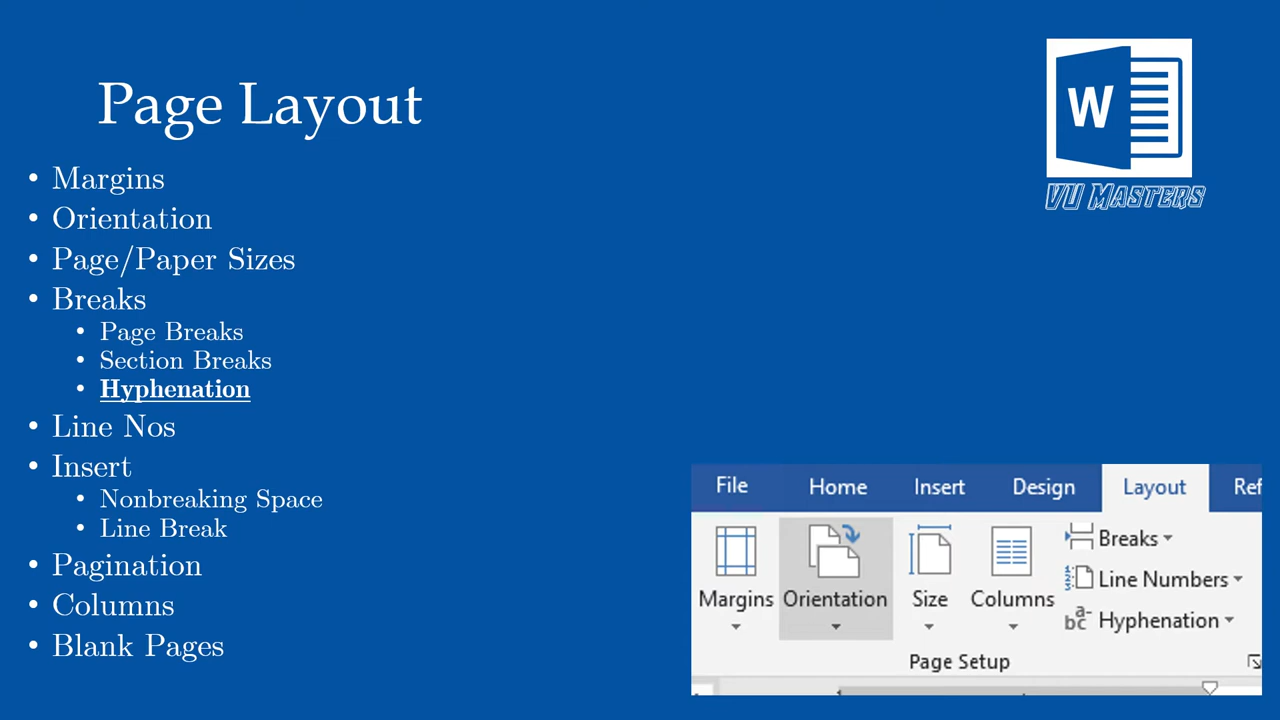 W
VU Masters
Page Layout
• Margins
• Orientation
• Page/Paper Sizes
• Breaks
• Page Breaks
• Section Breaks
• Hyphenation
• Line Nos
• Insert
• Nonbreaking Space
• Line Break
• Pagination
• Columns
• Blank Pages
File Home Insert Design Layout Ref
Margins Orientation Size Columns
Breaks
Line Numbers
Hyphenation
Page Setup